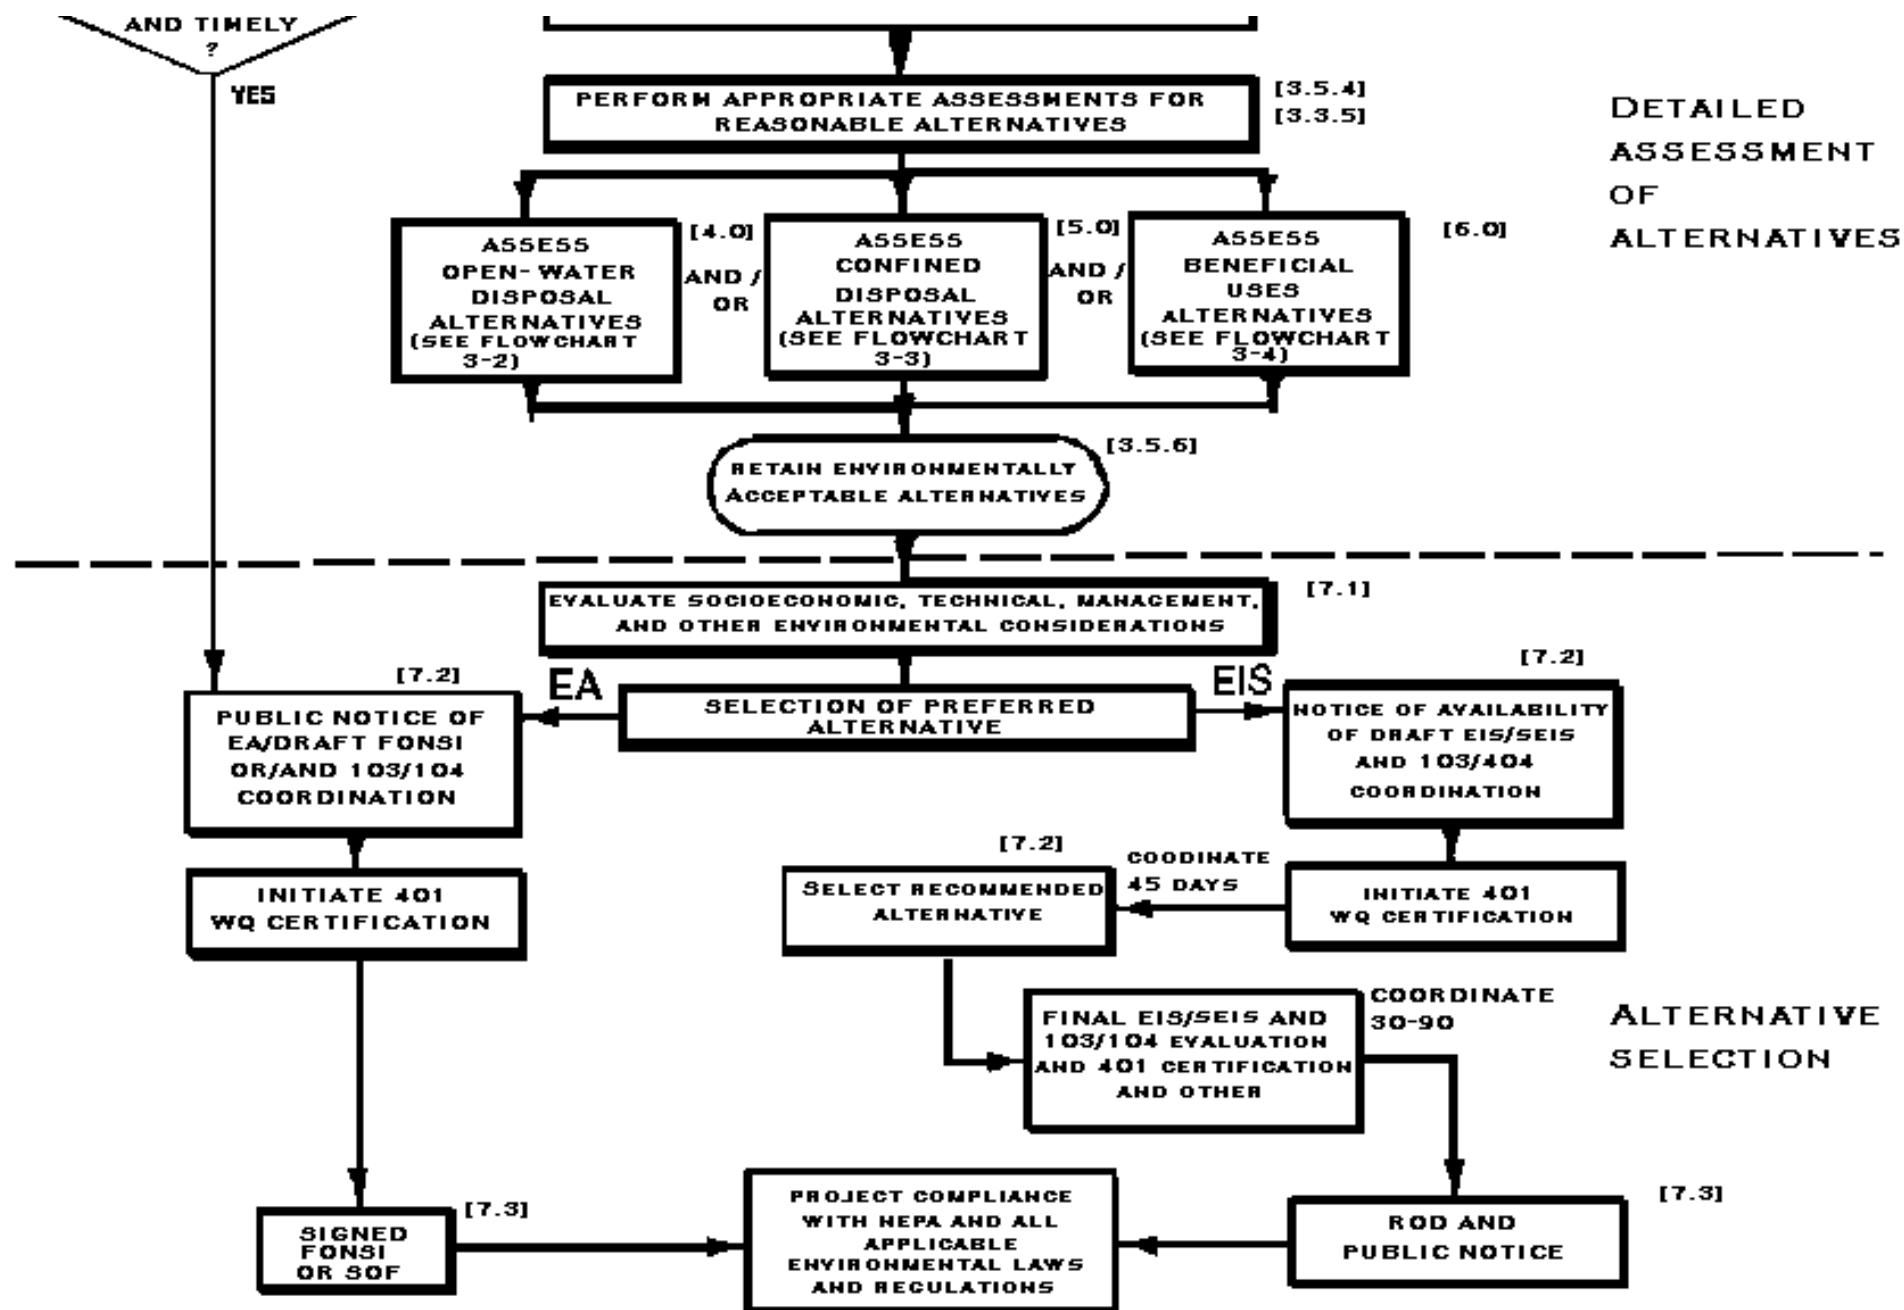 AND TIMELY
?
YES
PERFORM APPROPRIATE ASSESSMENTS FOR
REASONABLE ALTERNATIVES
[3.5.4]
[3.3.5]
DETAILED
ASSESSMENT
OF
ALTERNATIVES
ASSESS
OPEN-WATER
DISPOSAL
ALTERNATIVES
(SEE FLOWCHART
3-2)
[4.0]
AND /
OR
ASSESS
CONFINED
DISPOSAL
ALTERNATIVES
(SEE FLOWCHART
3-3)
[5.0]
AND /
OR
ASSESS
BENEFICIAL
USES
ALTERNATIVES
(SEE FLOWCHART
3-4)
[6.0]
RETAIN ENVIRONMENTALLY
ACCEPTABLE ALTERNATIVES
[3.5.6]
EVALUATE SOCIOECONOMIC, TECHNICAL, MANAGEMENT,
AND OTHER ENVIRONMENTAL CONSIDERATIONS
[7.1]
[7.2]
EA
SELECTION OF PREFERRED
ALTERNATIVE
EIS
[7.2]
PUBLIC NOTICE OF
EA/DRAFT FONSI
OR/AND 103/104
COORDINATION
NOTICE OF AVAILABILITY
OF DRAFT EIS/SEIS
AND 103/404
COORDINATION
INITIATE 401
WQ CERTIFICATION
[7.2]
SELECT RECOMMENDED
ALTERNATIVE
COODINATE
45 DAYS
INITIATE 401
WQ CERTIFICATION
FINAL EIS/SEIS AND
103/104 EVALUATION
AND 401 CERTIFICATION
AND OTHER
COORDINATE
30-90
ALTERNATIVE
SELECTION
SIGNED
FONSI
OR SOF
[7.3]
PROJECT COMPLIANCE
WITH NEPA AND ALL
APPLICABLE
ENVIRONMENTAL LAWS
AND REGULATIONS
ROD AND
PUBLIC NOTICE
[7.3]